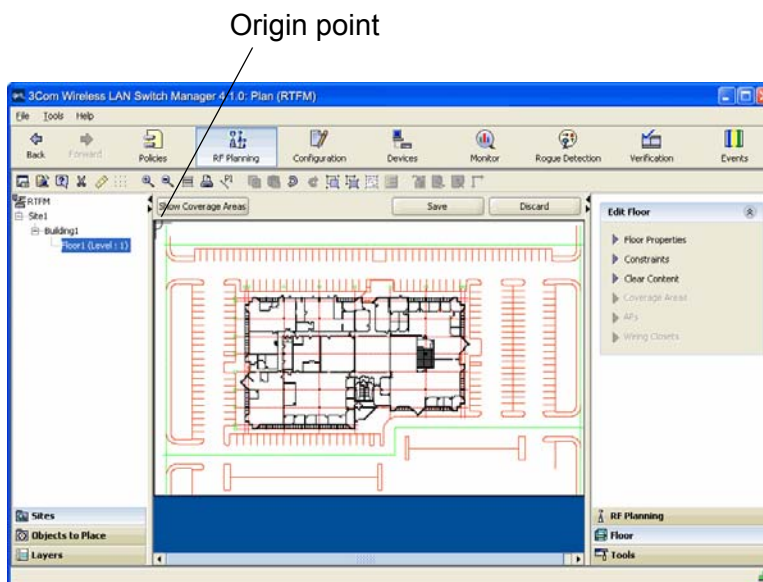 Origin point
3Com Wireless LAN Switch Manager 4.1.0: Plan (RTFM)
File Tools Help
Back Forward Policies RF Planning Configuration Devices Monitor Rogue Detection Verification Events
RTFM
Site1
Building1
Floor1 (Level : 1)
Show Coverage Areas Save Discard
Edit Floor
Floor Properties
Constraints
Clear Content
Coverage Areas
APs
Wiring Closets
Sites
Objects to Place
Layers
RF Planning
Floor
Tools